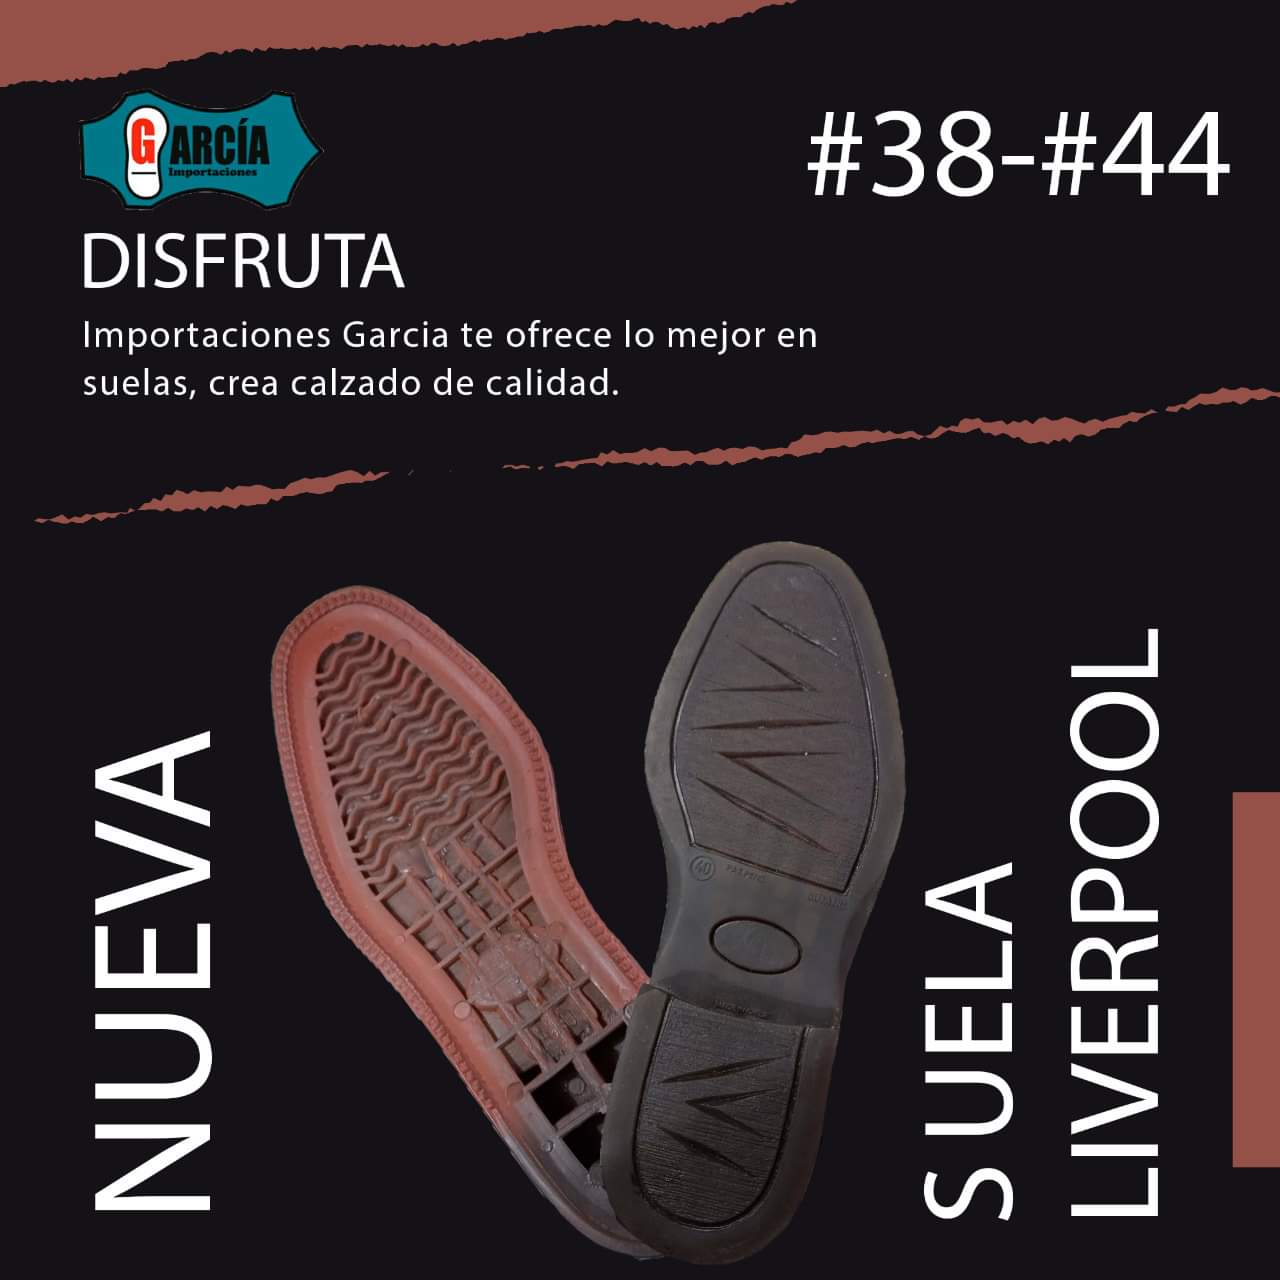 GARCÍA
Importaciones
#38-#44
DISFRUTA
Importaciones Garcia te ofrece lo mejor en
suelas, crea calzado de calidad.
NUEVA
SUELA
LIVERPOOL
40